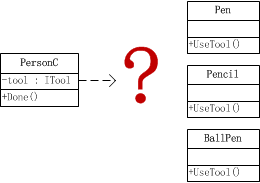 PersonC
-tool : ITool
+Done()
?
Pen
+UseTool()
Pencil
+UseTool()
BallPen
+UseTool()